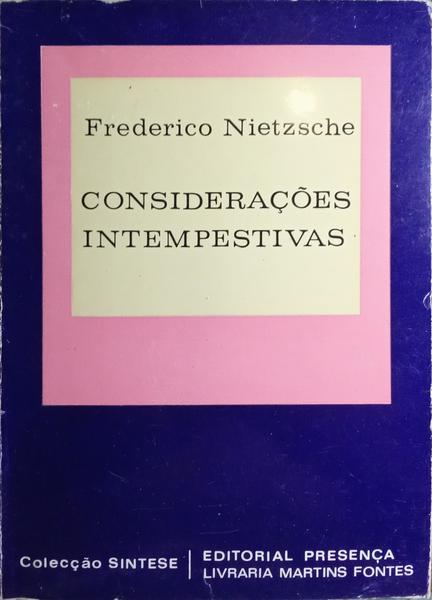 Frederico Nietzsche
CONSIDERAÇÕES
INTEMPESTIVAS
Colecção SINTESE
EDITORIAL PRESENÇA
LIVRARIA MARTINS FONTES